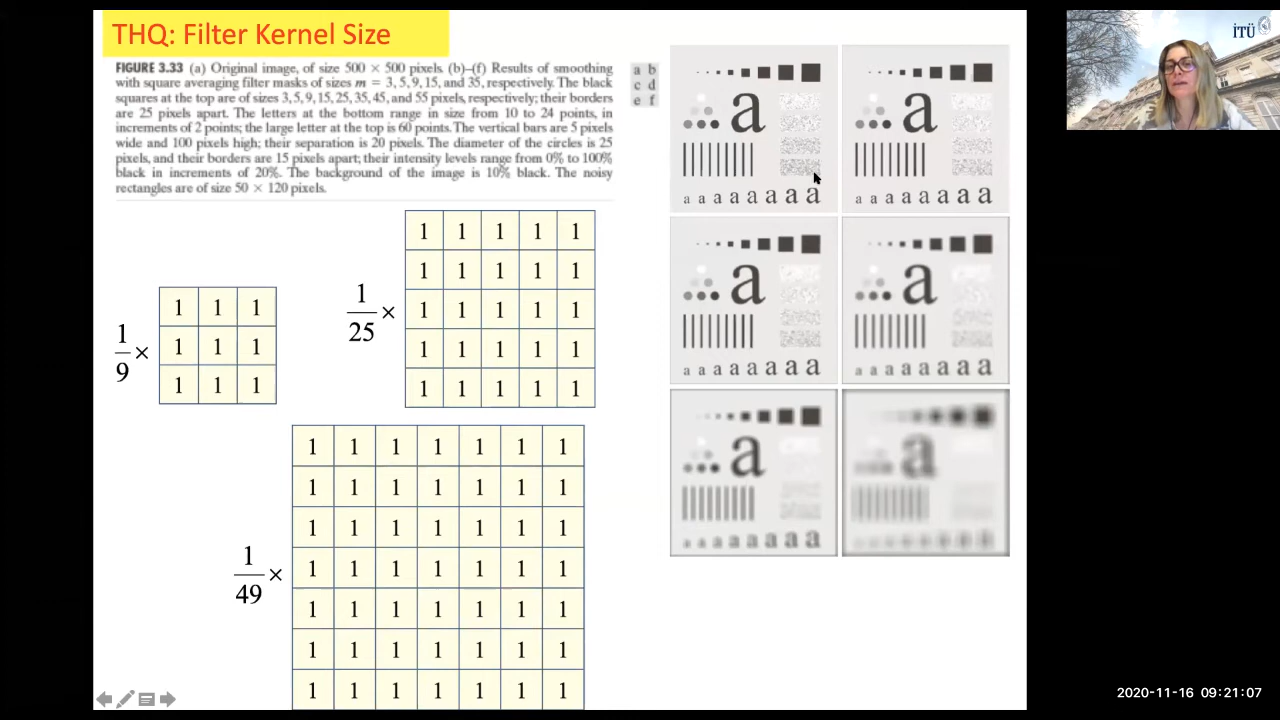 THQ: Filter Kernel Size
FIGURE 3.33 (a) Original image, of size 500 × 500 pixels. (b)–(f) Results of smoothing
with square averaging filter masks of sizes m = 3, 5, 9, 15, and 35, respectively. The black
squares at the top are of sizes 3, 5, 9, 15, 25, 35, 45, and 55 pixels, respectively; their borders
are 25 pixels apart. The letters at the bottom range in size from 10 to 24 points, in
increments of 2 points; the large letter at the top is 60 points. The vertical bars are 5 pixels
wide and 100 pixels high; their separation is 20 pixels. The diameter of the circles is 25
pixels, and their borders are 15 pixels apart; their intensity levels range from 0% to 100%
black in increments of 20%. The background of the image is 10% black. The noisy
rectangles are of size 50 × 120 pixels.
a b
c d
e f
1/9 ×
1 1 1
1 1 1
1 1 1
1/25 ×
1 1 1 1 1
1 1 1 1 1
1 1 1 1 1
1 1 1 1 1
1 1 1 1 1
1/49 ×
1 1 1 1 1 1 1
1 1 1 1 1 1 1
1 1 1 1 1 1 1
1 1 1 1 1 1 1
1 1 1 1 1 1 1
1 1 1 1 1 1 1
1 1 1 1 1 1 1
a
a a a a a a a a
a
a a a a a a a a
a
a a a a a a a a
a
a a a a a a a a
a
a a a a a a a a
a
a a a a a a a a
İTÜ
2020-11-16 09:21:07